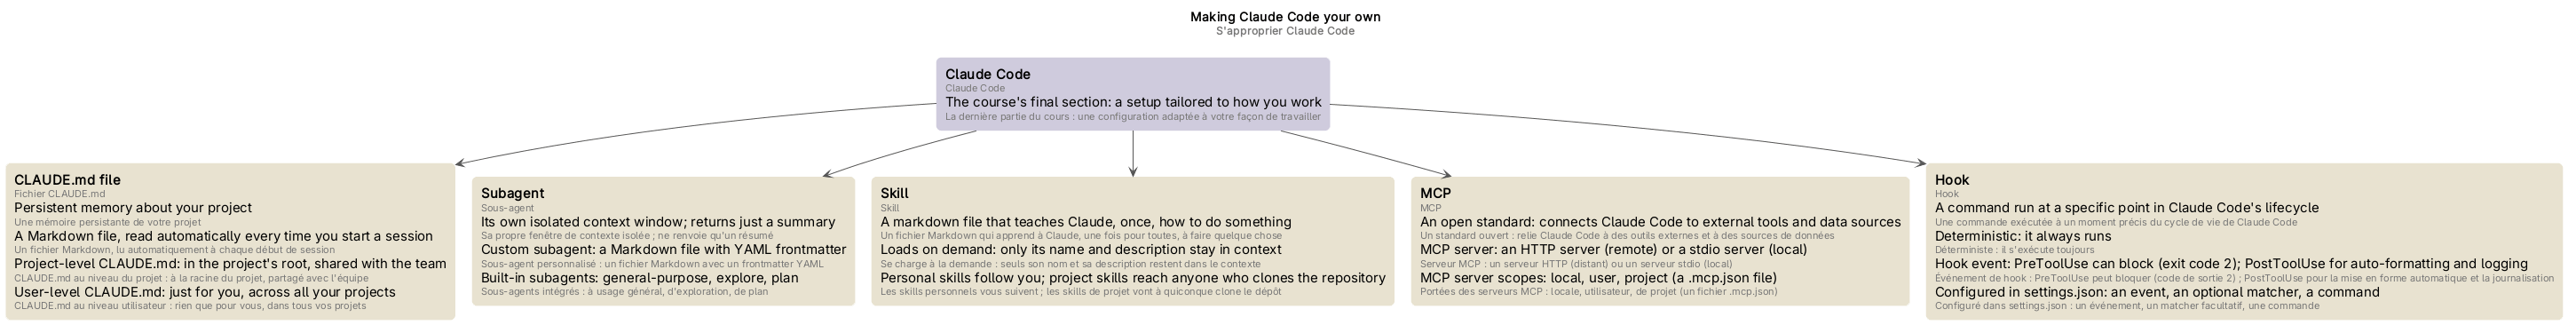 Making Claude Code your own
S'approprier Claude Code
Claude Code
Claude Code
The course's final section: a setup tailored to how you work
La dernière partie du cours : une configuration adaptée à votre façon de travailler
CLAUDE.md file
Fichier CLAUDE.md
Persistent memory about your project
Une mémoire persistante de votre projet
A Markdown file, read automatically every time you start a session
Un fichier Markdown, lu automatiquement à chaque début de session
Project-level CLAUDE.md: in the project's root, shared with the team
CLAUDE.md au niveau du projet : à la racine du projet, partagé avec l'équipe
User-level CLAUDE.md: just for you, across all your projects
CLAUDE.md au niveau utilisateur : rien que pour vous, dans tous vos projets
Subagent
Sous-agent
Its own isolated context window; returns just a summary
Sa propre fenêtre de contexte isolée ; ne renvoie qu'un résumé
Custom subagent: a Markdown file with YAML frontmatter
Sous-agent personnalisé : un fichier Markdown avec un frontmatter YAML
Built-in subagents: general-purpose, explore, plan
Sous-agents intégrés : à usage général, d'exploration, de plan
Skill
Skill
A markdown file that teaches Claude, once, how to do something
Un fichier Markdown qui apprend à Claude, une fois pour toutes, à faire quelque chose
Loads on demand: only its name and description stay in context
Se charge à la demande : seuls son nom et sa description restent dans le contexte
Personal skills follow you; project skills reach anyone who clones the repository
Les skills personnels vous suivent ; les skills de projet vont à quiconque clone le dépôt
MCP
MCP
An open standard: connects Claude Code to external tools and data sources
Un standard ouvert : relie Claude Code à des outils externes et à des sources de données
MCP server: an HTTP server (remote) or a stdio server (local)
Serveur MCP : un serveur HTTP (distant) ou un serveur stdio (local)
MCP server scopes: local, user, project (a .mcp.json file)
Portées des serveurs MCP : locale, utilisateur, de projet (un fichier .mcp.json)
Hook
Hook
A command run at a specific point in Claude Code's lifecycle
Une commande exécutée à un moment précis du cycle de vie de Claude Code
Deterministic: it always runs
Déterministe : il s'exécute toujours
Hook event: PreToolUse can block (exit code 2); PostToolUse for auto-formatting and logging
Événement de hook : PreToolUse peut bloquer (code de sortie 2) ; PostToolUse pour la mise en forme automatique et la journalisation
Configured in settings.json: an event, an optional matcher, a command
Configuré dans settings.json : un événement, un matcher facultatif, une commande